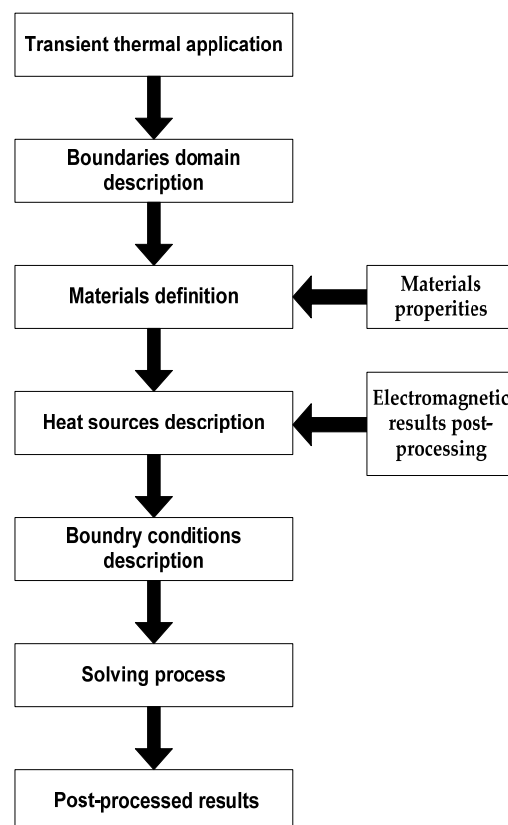 Transient thermal application
Boundaries domain
description
Materials definition
Materials
properities
Heat sources description
Electromagnetic
results post-
processing
Boundry conditions
description
Solving process
Post-processed results